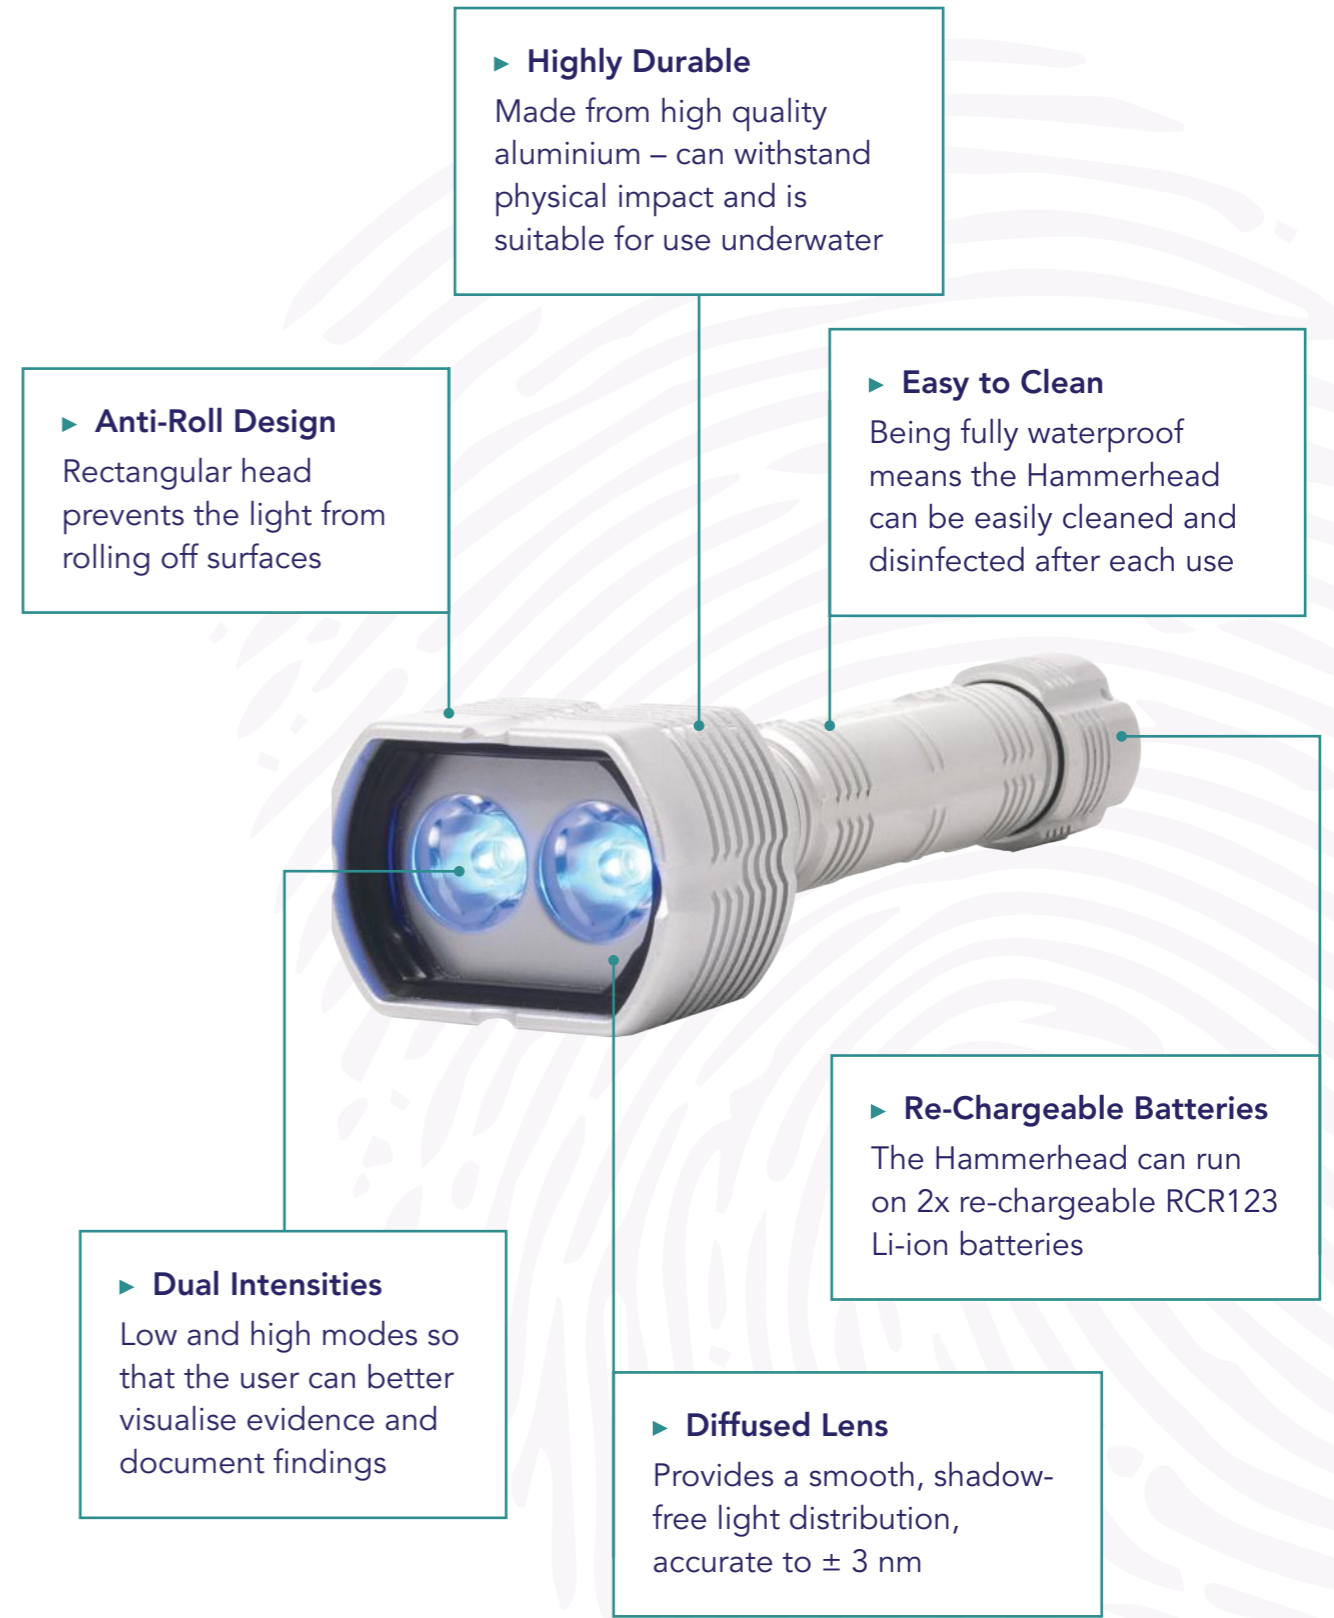 ► Highly Durable
Made from high quality
aluminium – can withstand
physical impact and is
suitable for use underwater
► Anti-Roll Design
Rectangular head
prevents the light from
rolling off surfaces
► Easy to Clean
Being fully waterproof
means the Hammerhead
can be easily cleaned and
disinfected after each use
► Re-Chargeable Batteries
The Hammerhead can run
on 2x re-chargeable RCR123
Li-ion batteries
► Dual Intensities
Low and high modes so
that the user can better
visualise evidence and
document findings
► Diffused Lens
Provides a smooth, shadow-
free light distribution,
accurate to ± 3 nm